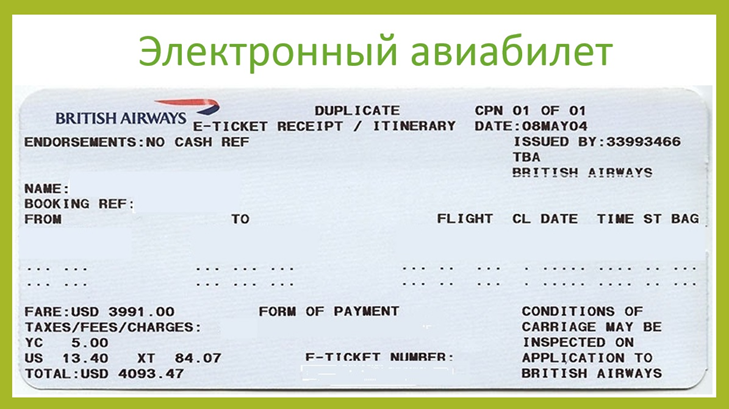 Электронный авиабилет
BRITISH AIRWAYS
DUPLICATE CPN 01 OF 01
E-TICKET RECEIPT / ITINERARY DATE:08MAY04
ENDORSEMENTS:NO CASH REF ISSUED BY:33993466
TBA
BRITISH AIRWAYS
NAME:
BOOKING REF:
FROM TO FLIGHT CL DATE TIME ST BAG
... ... ... ... ... ... .. ... . ..... .... .. ...
... ... ... ... ... ... .. ... . ..... .... .. ...
FARE:USD 3991.00 FORM OF PAYMENT CONDITIONS OF
TAXES/FEES/CHARGES: CARRIAGE MAY BE
YC 5.00 INSPECTED ON
US 13.40 XT 84.07 E-TICKET NUMBER: APPLICATION TO
TOTAL:USD 4093.47 BRITISH AIRWAYS